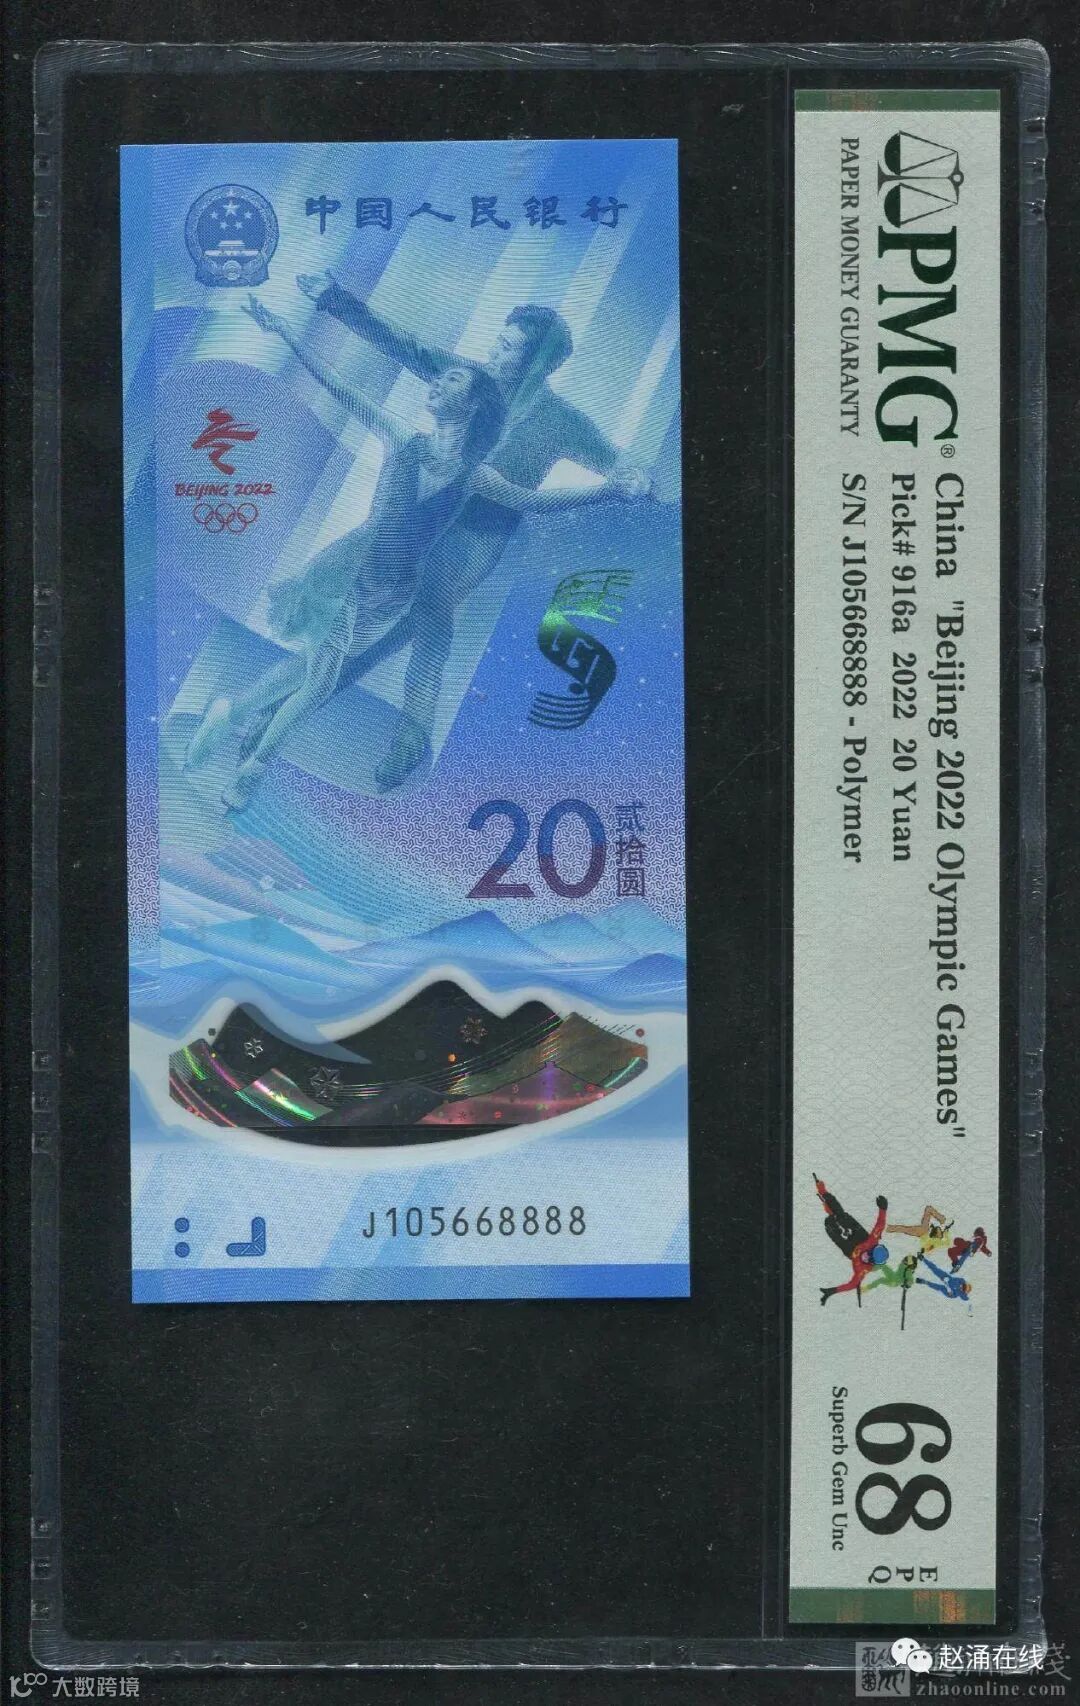 中国人民银行
BEIJING 2022
20
贰拾圆
J105668888
PMG®
PAPER MONEY GUARANTY
China "Beijing 2022 Olympic Games"
Pick# 916a 2022 20 Yuan
S/N J105668888 - Polymer
68
EPQ
Superb Gem Unc
大数跨境
赵涌在线
zhaoonline.com